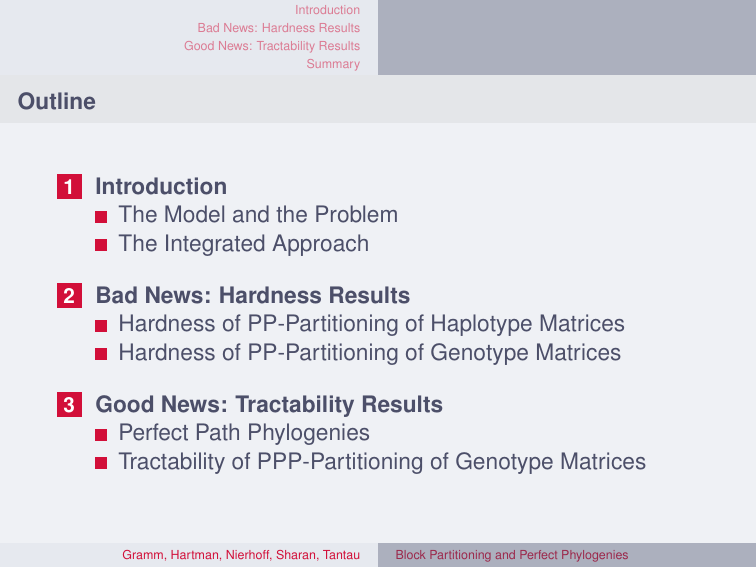 Introduction
Bad News: Hardness Results
Good News: Tractability Results
Summary
Outline
1 Introduction
The Model and the Problem
The Integrated Approach
2 Bad News: Hardness Results
Hardness of PP-Partitioning of Haplotype Matrices
Hardness of PP-Partitioning of Genotype Matrices
3 Good News: Tractability Results
Perfect Path Phylogenies
Tractability of PPP-Partitioning of Genotype Matrices
Gramm, Hartman, Nierhoff, Sharan, Tantau
Block Partitioning and Perfect Phylogenies